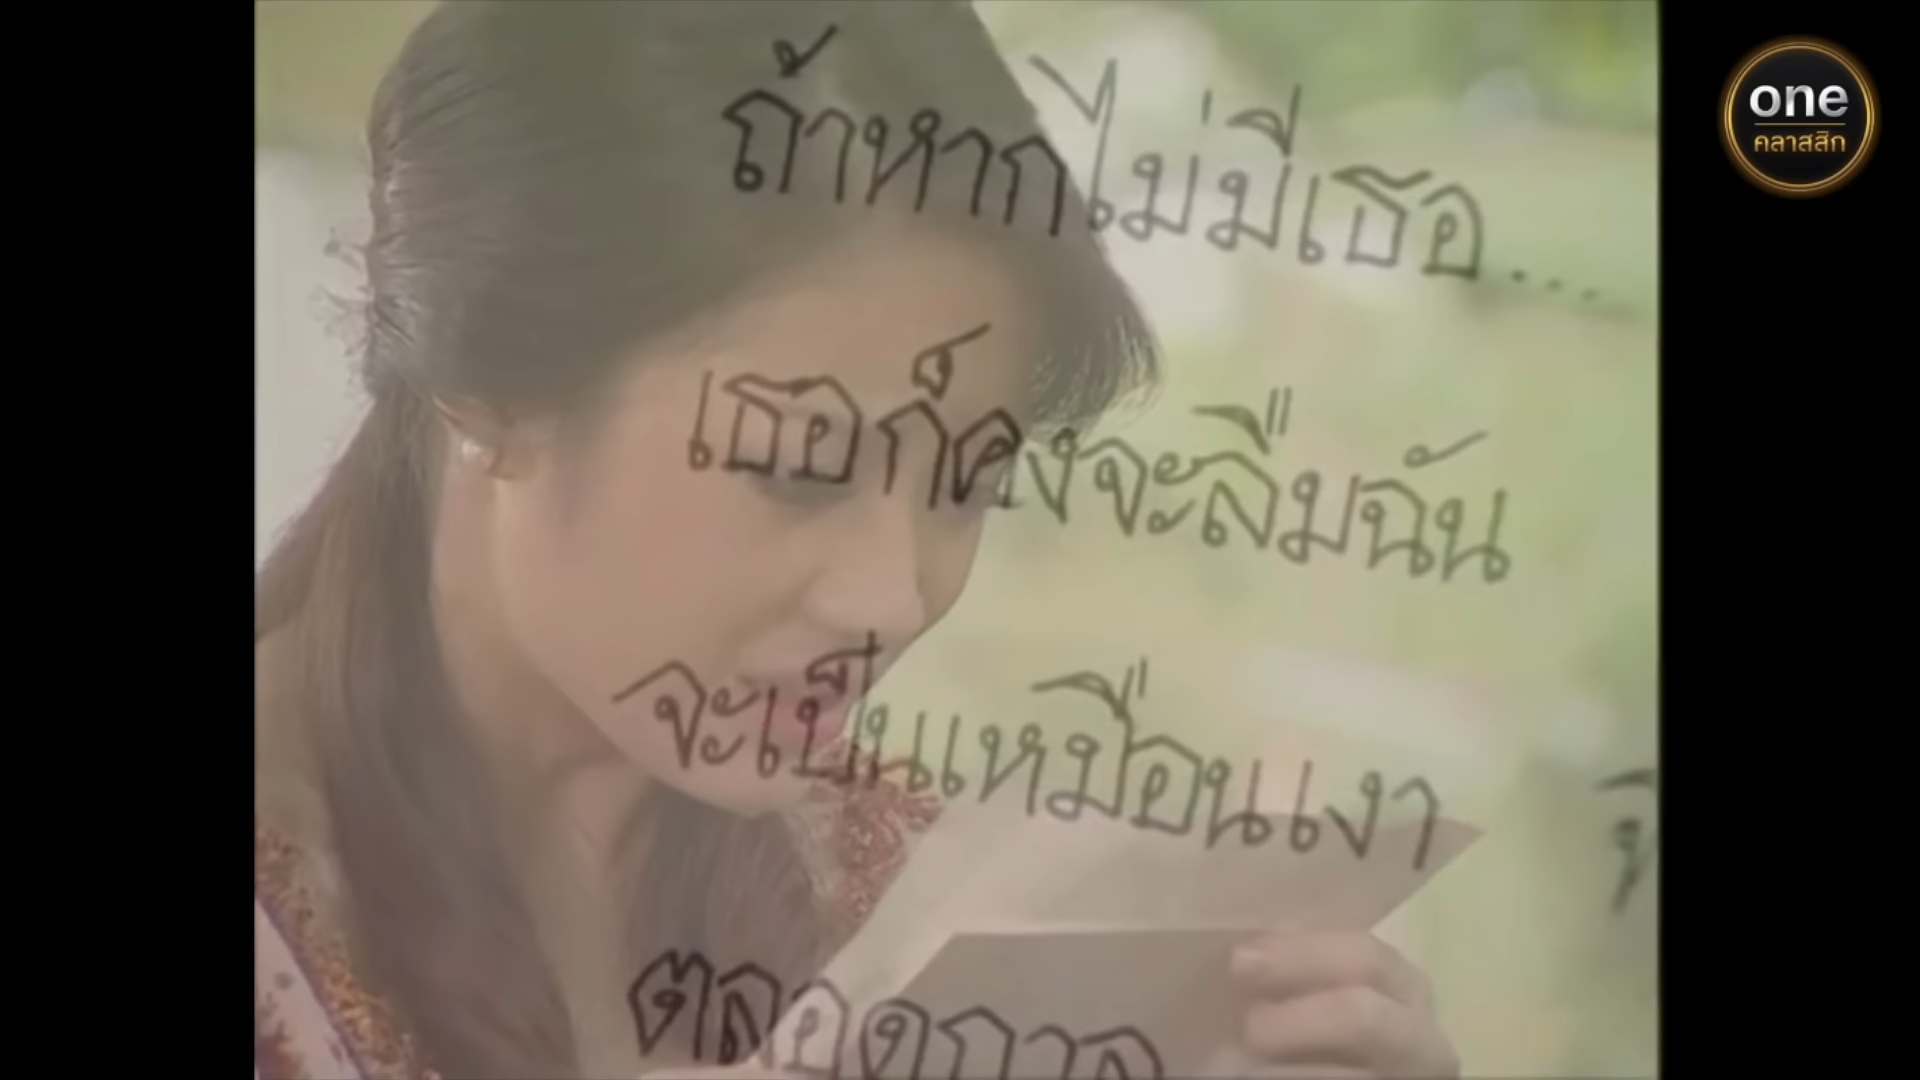 one
คลาสสิก
ถ้าหากไม่มีเธอ...
เธอก็คงจะลืมฉัน
จะเป็นเหมือนเงา
ตลอดกาล